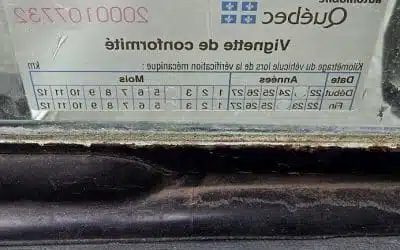 automobile
Québec
2000107732
Vignette de conformité
Kilométrage du véhicule lors de la vérification mécanique : km
Date Années Mois
Début 22 24 25 26 27 1 2 3 5 6 7 8 9 10 11 12
Fin 22 23 25 26 27 1 2 3 5 6 7 8 9 10 11 12